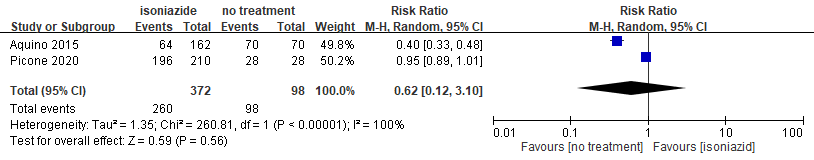 isoniazide no treatment Risk Ratio Risk Ratio
Study or Subgroup Events Total Events Total Weight M-H, Random, 95% CI M-H, Random, 95% CI
Aquino 2015 64 162 70 70 49.8% 0.40 [0.33, 0.48]
Picone 2020 196 210 28 28 50.2% 0.95 [0.89, 1.01]
Total (95% CI) 372 98 100.0% 0.62 [0.12, 3.10]
Total events 260 98
Heterogeneity: Tau² = 1.35; Chi² = 260.81, df = 1 (P < 0.00001); I² = 100%
Test for overall effect: Z = 0.59 (P = 0.56)
0.01 0.1 1 10 100
Favours [no treatment] Favours [isoniazid]